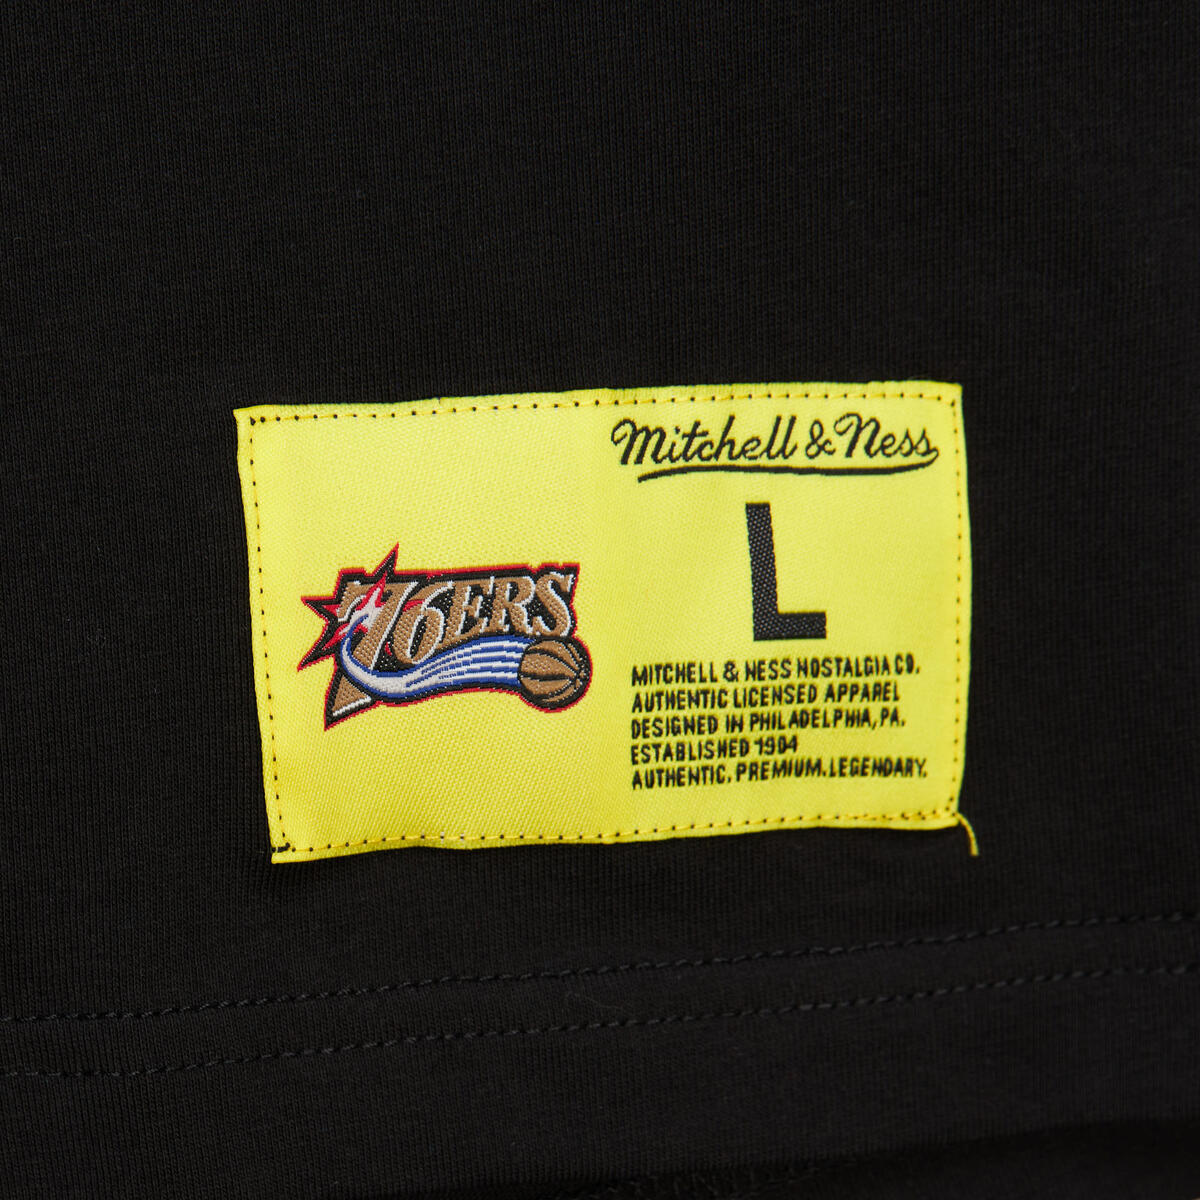 Mitchell & Ness
L
76ERS
MITCHELL & NESS NOSTALGIA CO.
AUTHENTIC LICENSED APPAREL
DESIGNED IN PHILADELPHIA, PA.
ESTABLISHED 1904
AUTHENTIC. PREMIUM. LEGENDARY.